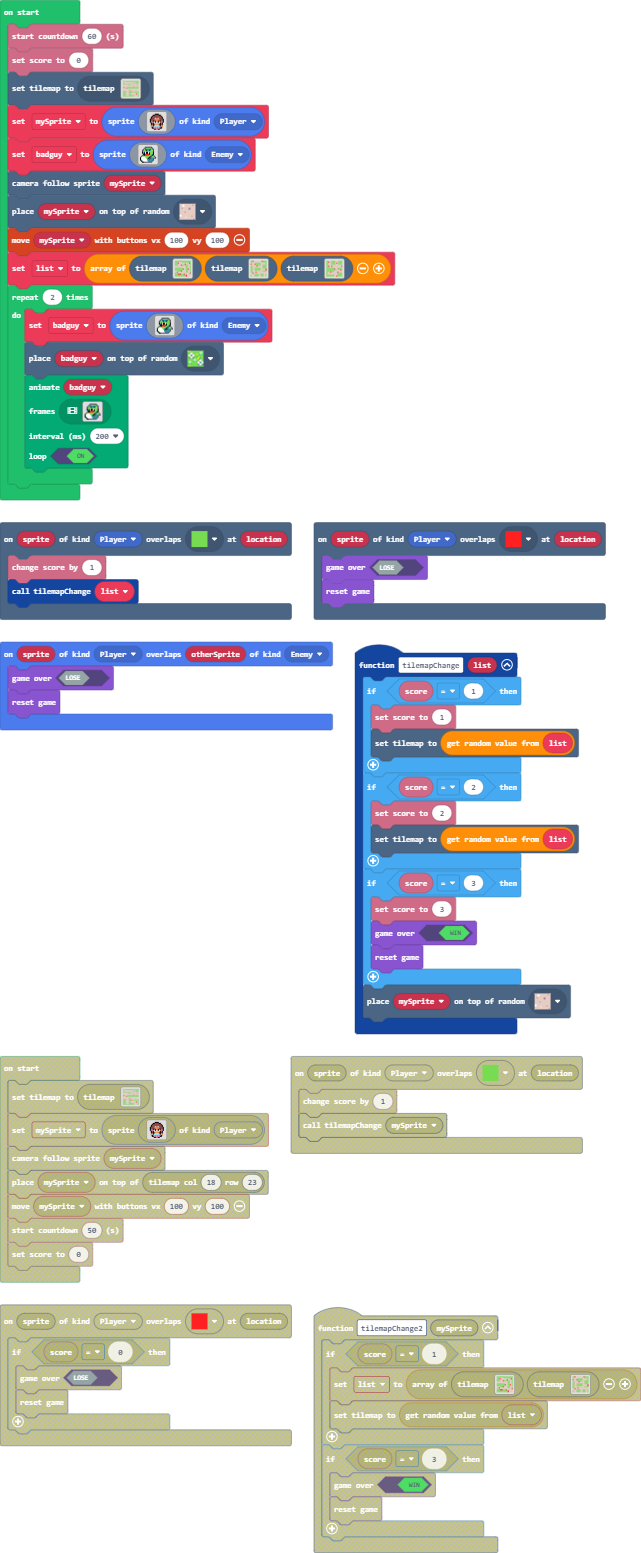 on start
start countdown 60 (s)
set score to 0
set tilemap to tilemap
set mySprite to sprite of kind Player
set badguy to sprite of kind Enemy
camera follow sprite mySprite
place mySprite on top of random
move mySprite with buttons vx 100 vy 100
set list to array of tilemap tilemap tilemap
repeat 2 times
do
set badguy to sprite of kind Enemy
place badguy on top of random
animate badguy
frames
interval (ms) 200
loop ON
on sprite of kind Player overlaps at location
change score by 1
call tilemapChange list
on sprite of kind Player overlaps at location
game over LOSE
reset game
on sprite of kind Player overlaps otherSprite of kind Enemy
game over LOSE
reset game
function tilemapChange list
if score = 1 then
set score to 1
set tilemap to get random value from list
if score = 2 then
set score to 2
set tilemap to get random value from list
if score = 3 then
set score to 3
game over WIN
reset game
place mySprite on top of random
on start
set tilemap to tilemap
set mySprite to sprite of kind Player
camera follow sprite mySprite
place mySprite on top of tilemap col 18 row 23
move mySprite with buttons vx 100 vy 100
start countdown 50 (s)
set score to 0
on sprite of kind Player overlaps at location
change score by 1
call tilemapChange mySprite
on sprite of kind Player overlaps at location
if score = 0 then
game over LOSE
reset game
function tilemapChange2 mySprite
if score = 1 then
set list to array of tilemap tilemap
set tilemap to get random value from list
if score = 3 then
game over WIN
reset game